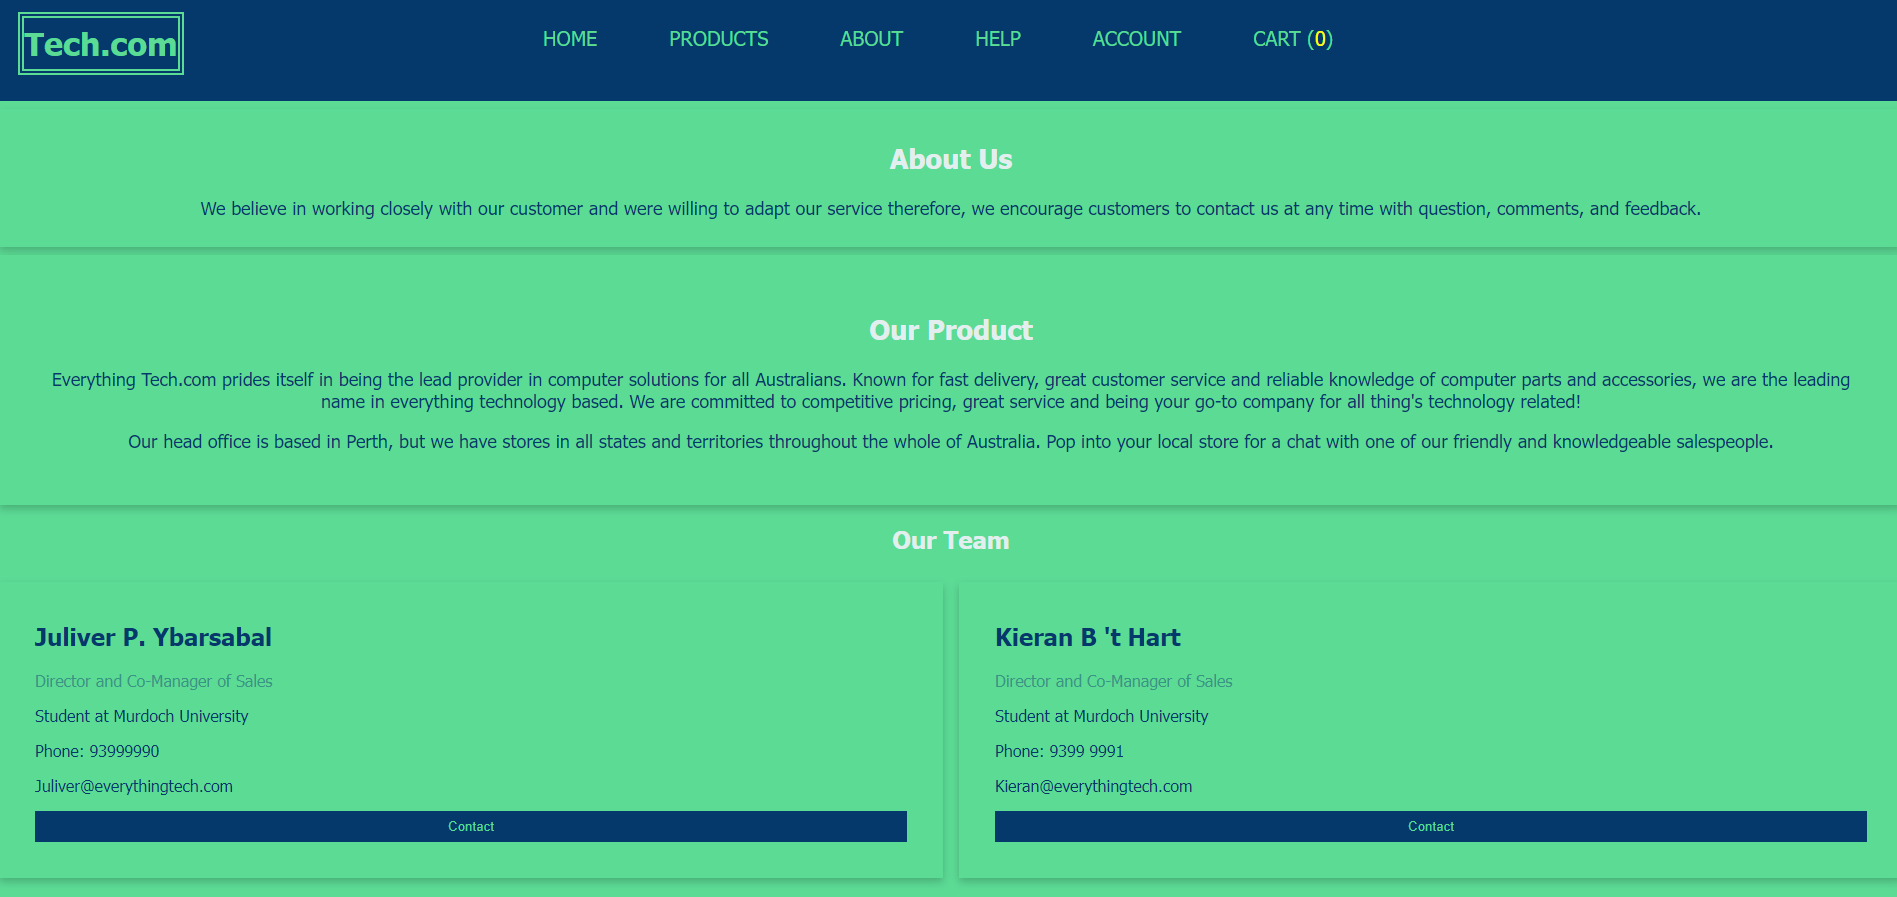 Tech.com
HOME PRODUCTS ABOUT HELP ACCOUNT CART (0)
About Us
We believe in working closely with our customer and were willing to adapt our service therefore, we encourage customers to contact us at any time with question, comments, and feedback.
Our Product
Everything Tech.com prides itself in being the lead provider in computer solutions for all Australians. Known for fast delivery, great customer service and reliable knowledge of computer parts and accessories, we are the leading
name in everything technology based. We are committed to competitive pricing, great service and being your go-to company for all thing's technology related!
Our head office is based in Perth, but we have stores in all states and territories throughout the whole of Australia. Pop into your local store for a chat with one of our friendly and knowledgeable salespeople.
Our Team
Juliver P. Ybarsabal
Director and Co-Manager of Sales
Student at Murdoch University
Phone: 93999990
Juliver@everythingtech.com
Contact
Kieran B 't Hart
Director and Co-Manager of Sales
Student at Murdoch University
Phone: 9399 9991
Kieran@everythingtech.com
Contact